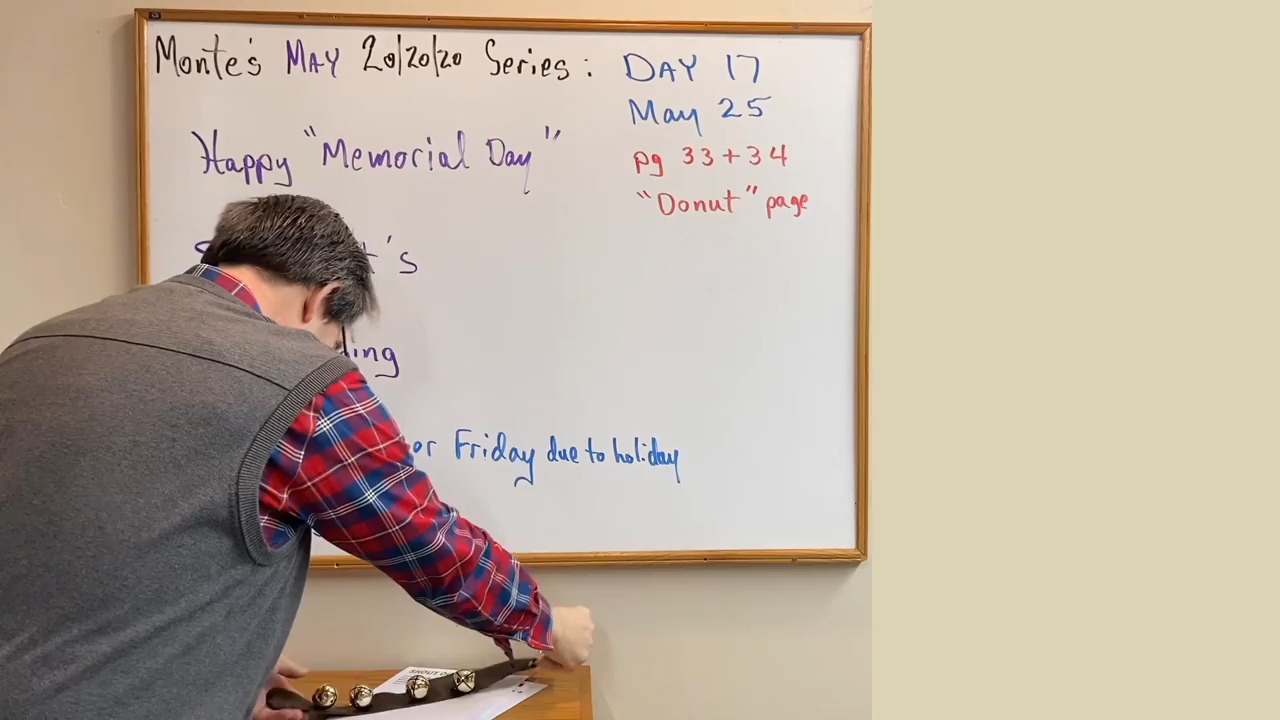 Monte's MAY 20/20/20 Series: DAY 17
May 25
Happy "Memorial Day"
pg 33+34
"Donut" page
's
ing
or Friday due to holiday
SHOUT O